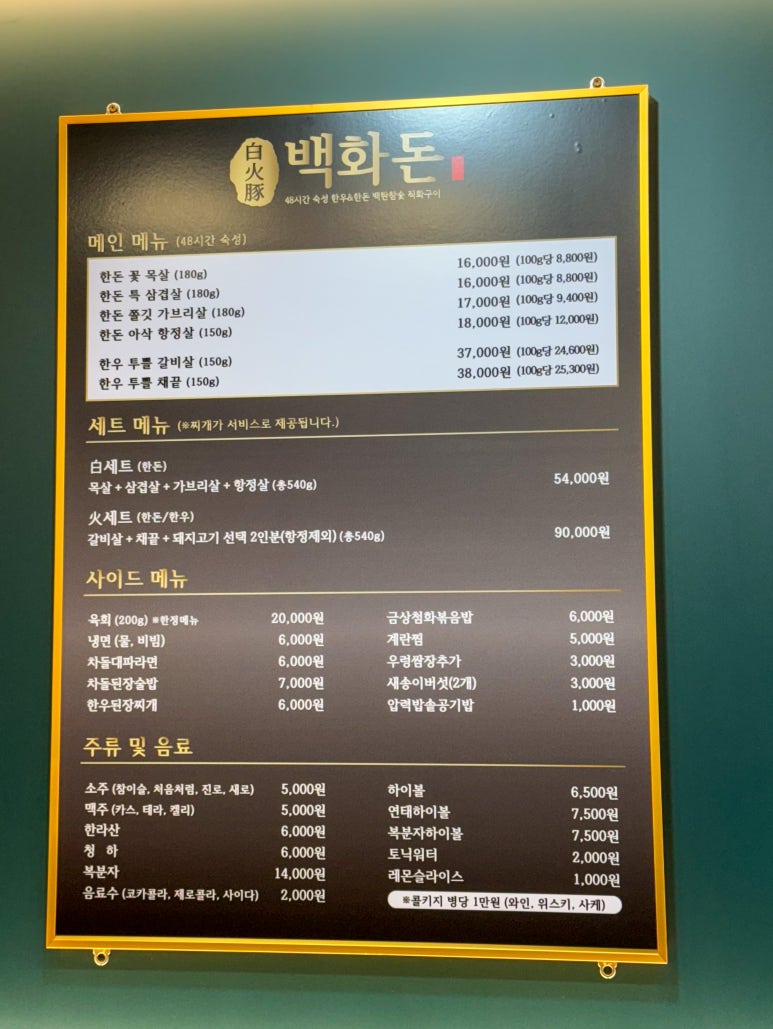 白火豚
백화돈
48시간 숙성 한우&한돈 백탄참숯 직화구이
메인 메뉴 (48시간 숙성)
한돈 꽃 목살 (180g) 16,000원 (100g당 8,800원)
한돈 특 삼겹살 (180g) 16,000원 (100g당 8,800원)
한돈 쫄깃 가브리살 (180g) 17,000원 (100g당 9,400원)
한돈 아삭 항정살 (150g) 18,000원 (100g당 12,000원)
한우 투뿔 갈비살 (150g) 37,000원 (100g당 24,600원)
한우 투뿔 채끝 (150g) 38,000원 (100g당 25,300원)
세트 메뉴 (※찌개가 서비스로 제공됩니다.)
白세트 (한돈)
목살 + 삼겹살 + 가브리살 + 항정살 (총540g) 54,000원
火세트 (한돈/한우)
갈비살 + 채끝 + 돼지고기 선택 2인분(항정제외) (총540g) 90,000원
사이드 메뉴
육회 (200g) ※한정메뉴 20,000원 금상첨화볶음밥 6,000원
냉면 (물, 비빔) 6,000원 계란찜 5,000원
차돌대파라면 6,000원 우렁쌈장추가 3,000원
차돌된장술밥 7,000원 새송이버섯(2개) 3,000원
한우된장찌개 6,000원 압력밥솥공기밥 1,000원
주류 및 음료
소주 (참이슬, 처음처럼, 진로, 새로) 5,000원 하이볼 6,500원
맥주 (카스, 테라, 켈리) 5,000원 연태하이볼 7,500원
한라산 6,000원 복분자하이볼 7,500원
청 하 6,000원 토닉워터 2,000원
복분자 14,000원 레몬슬라이스 1,000원
음료수 (코카콜라, 제로콜라, 사이다) 2,000원 ※콜키지 병당 1만원 (와인, 위스키, 사케)